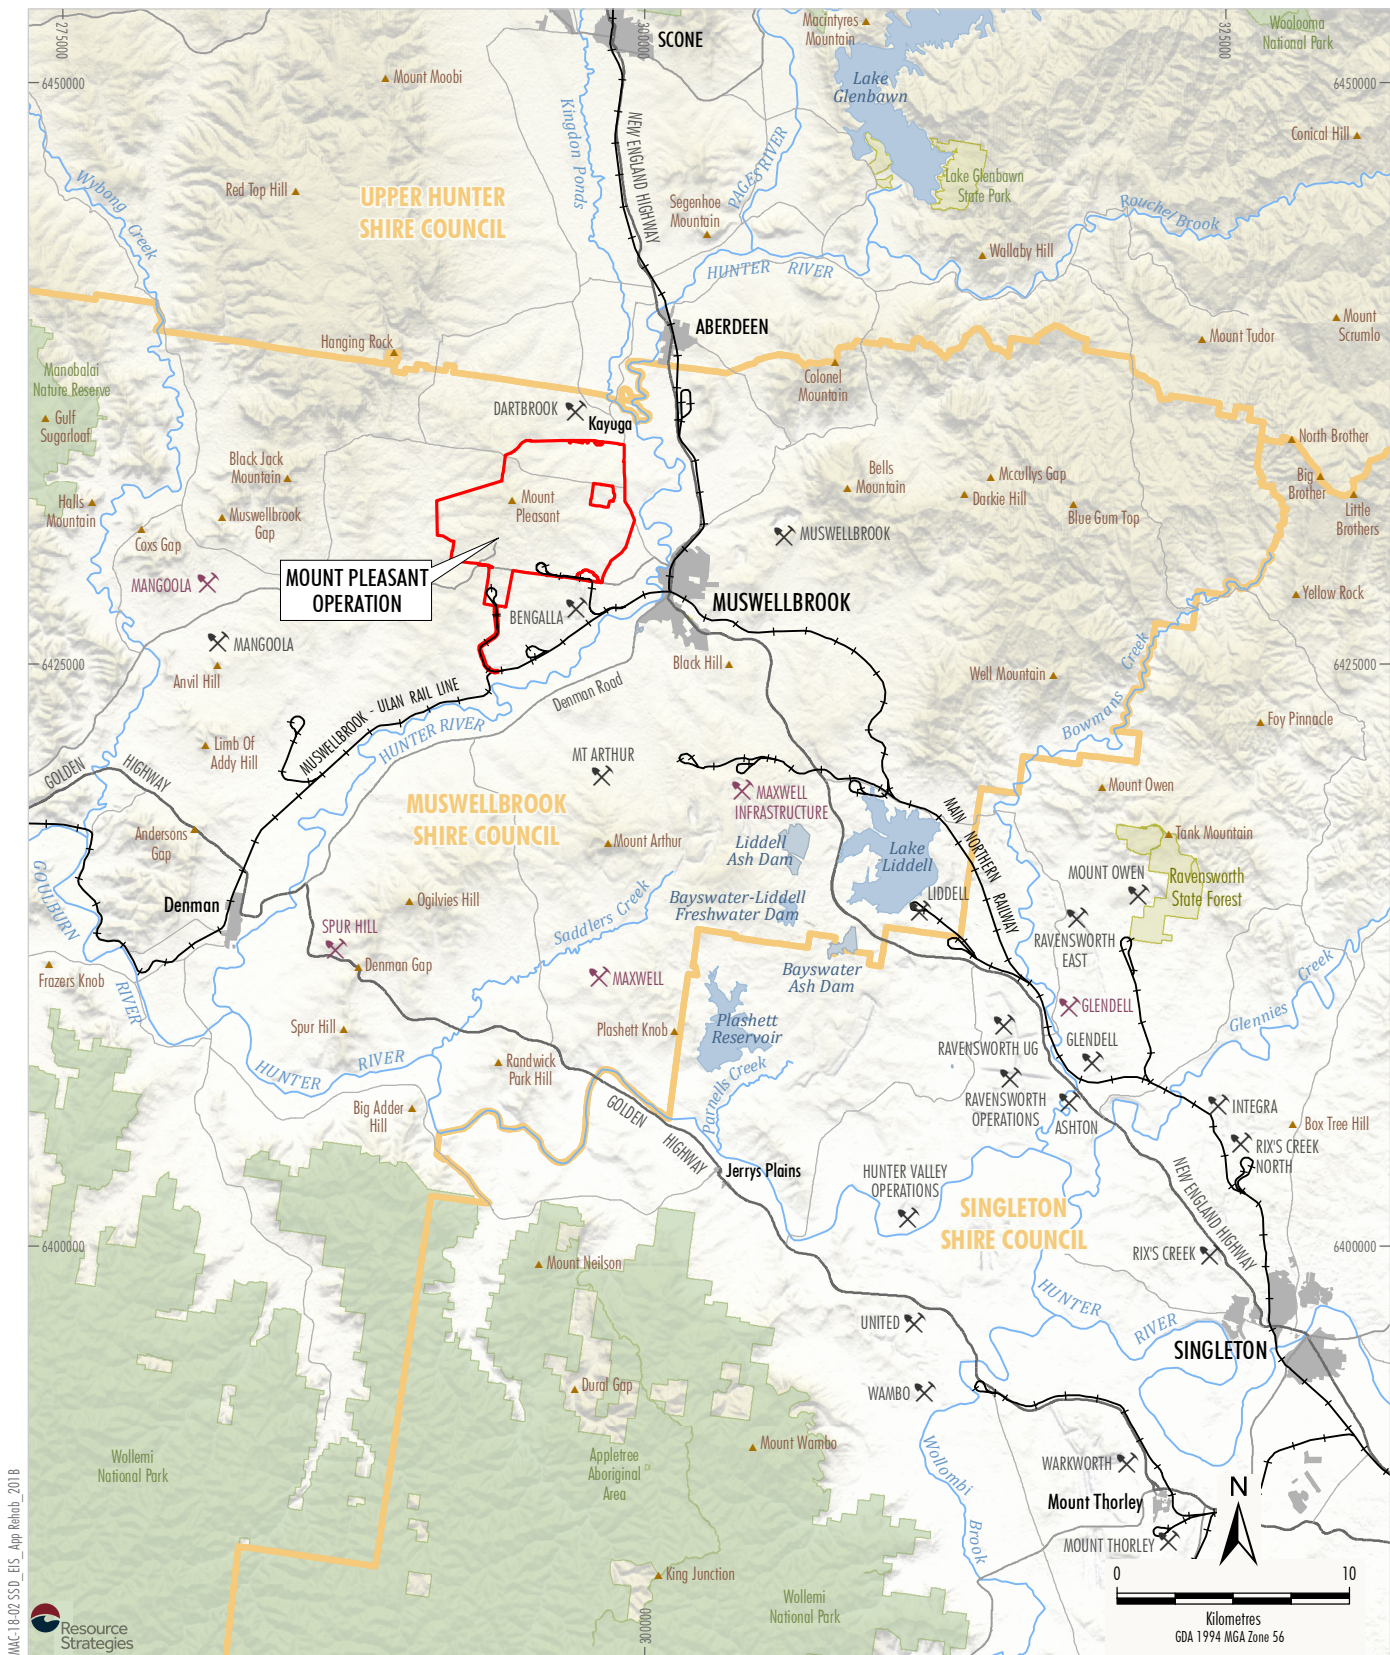 275000
300000
325000
SCONE
Macintyres
Mountain
Woolooma
National Park
6450000
6450000
Mount Moobi
Lake
Glenbawn
Kingdon Ponds
NEW ENGLAND HIGHWAY
PAGES RIVER
Conical Hill
Wybong Creek
Red Top Hill
UPPER HUNTER
SHIRE COUNCIL
Segenhoe
Mountain
Lake Glenbawn
State Park
Rouchel Brook
Wallaby Hill
HUNTER RIVER
ABERDEEN
Mount
Scrumlo
Mount Tudor
Hanging Rock
Manobalai
Nature Reserve
Colonel
Mountain
Gulf
Sugarloaf
DARTBROOK
Kayuga
North Brother
Black Jack
Mountain
Bells
Mountain
Mccullys Gap
Big
Brother
Halls
Mountain
Mount
Pleasant
Darkie Hill
Blue Gum Top
Little
Brothers
Muswellbrook
Gap
Coxs Gap
MUSWELLBROOK
MANGOOLA
MOUNT PLEASANT
OPERATION
BENGALLA
MUSWELLBROOK
Yellow Rock
MANGOOLA
6425000
6425000
Anvil Hill
Black Hill
Well Mountain
Bowmans Creek
MUSWELLBROOK - ULAN RAIL LINE
Denman Road
HUNTER RIVER
Foy Pinnacle
Limb Of
Addy Hill
GOLDEN HIGHWAY
MT ARTHUR
MAXWELL
INFRASTRUCTURE
Mount Owen
MUSWELLBROOK
SHIRE COUNCIL
MAIN NORTHERN RAILWAY
Andersons
Gap
Mount Arthur
Liddell
Ash Dam
Lake
Liddell
Tank Mountain
GOULBURN RIVER
MOUNT OWEN
Ravensworth
State Forest
Denman
Ogilvies Hill
Saddlers Creek
Bayswater-Liddell
Freshwater Dam
LIDDELL
SPUR HILL
RAVENSWORTH
EAST
Denman Gap
Frazers Knob
MAXWELL
Bayswater
Ash Dam
Glennies Creek
GLENDELL
Spur Hill
Plashett Knob
Plashett
Reservoir
RAVENSWORTH UG
GLENDELL
HUNTER RIVER
Randwick
Park Hill
Parnells Creek
RAVENSWORTH
OPERATIONS
ASHTON
Big Adder
Hill
GOLDEN HIGHWAY
INTEGRA
Box Tree Hill
RIX'S CREEK
NORTH
Jerrys Plains
HUNTER VALLEY
OPERATIONS
NEW ENGLAND HIGHWAY
SINGLETON
SHIRE COUNCIL
6400000
6400000
RIX'S CREEK
Mount Neilson
HUNTER RIVER
UNITED
SINGLETON
Dural Gap
WAMBO
Wollombi Brook
Mount Wambo
Wollemi
National Park
Appletree
Aboriginal
Area
WARKWORTH
Mount Thorley
N
MOUNT THORLEY
King Junction
Wollemi
National Park
0 10
Kilometres
GDA 1994 MGA Zone 56
300000
Resource
Strategies
MAC-18-02 SSD_EIS_App Rehab_201B